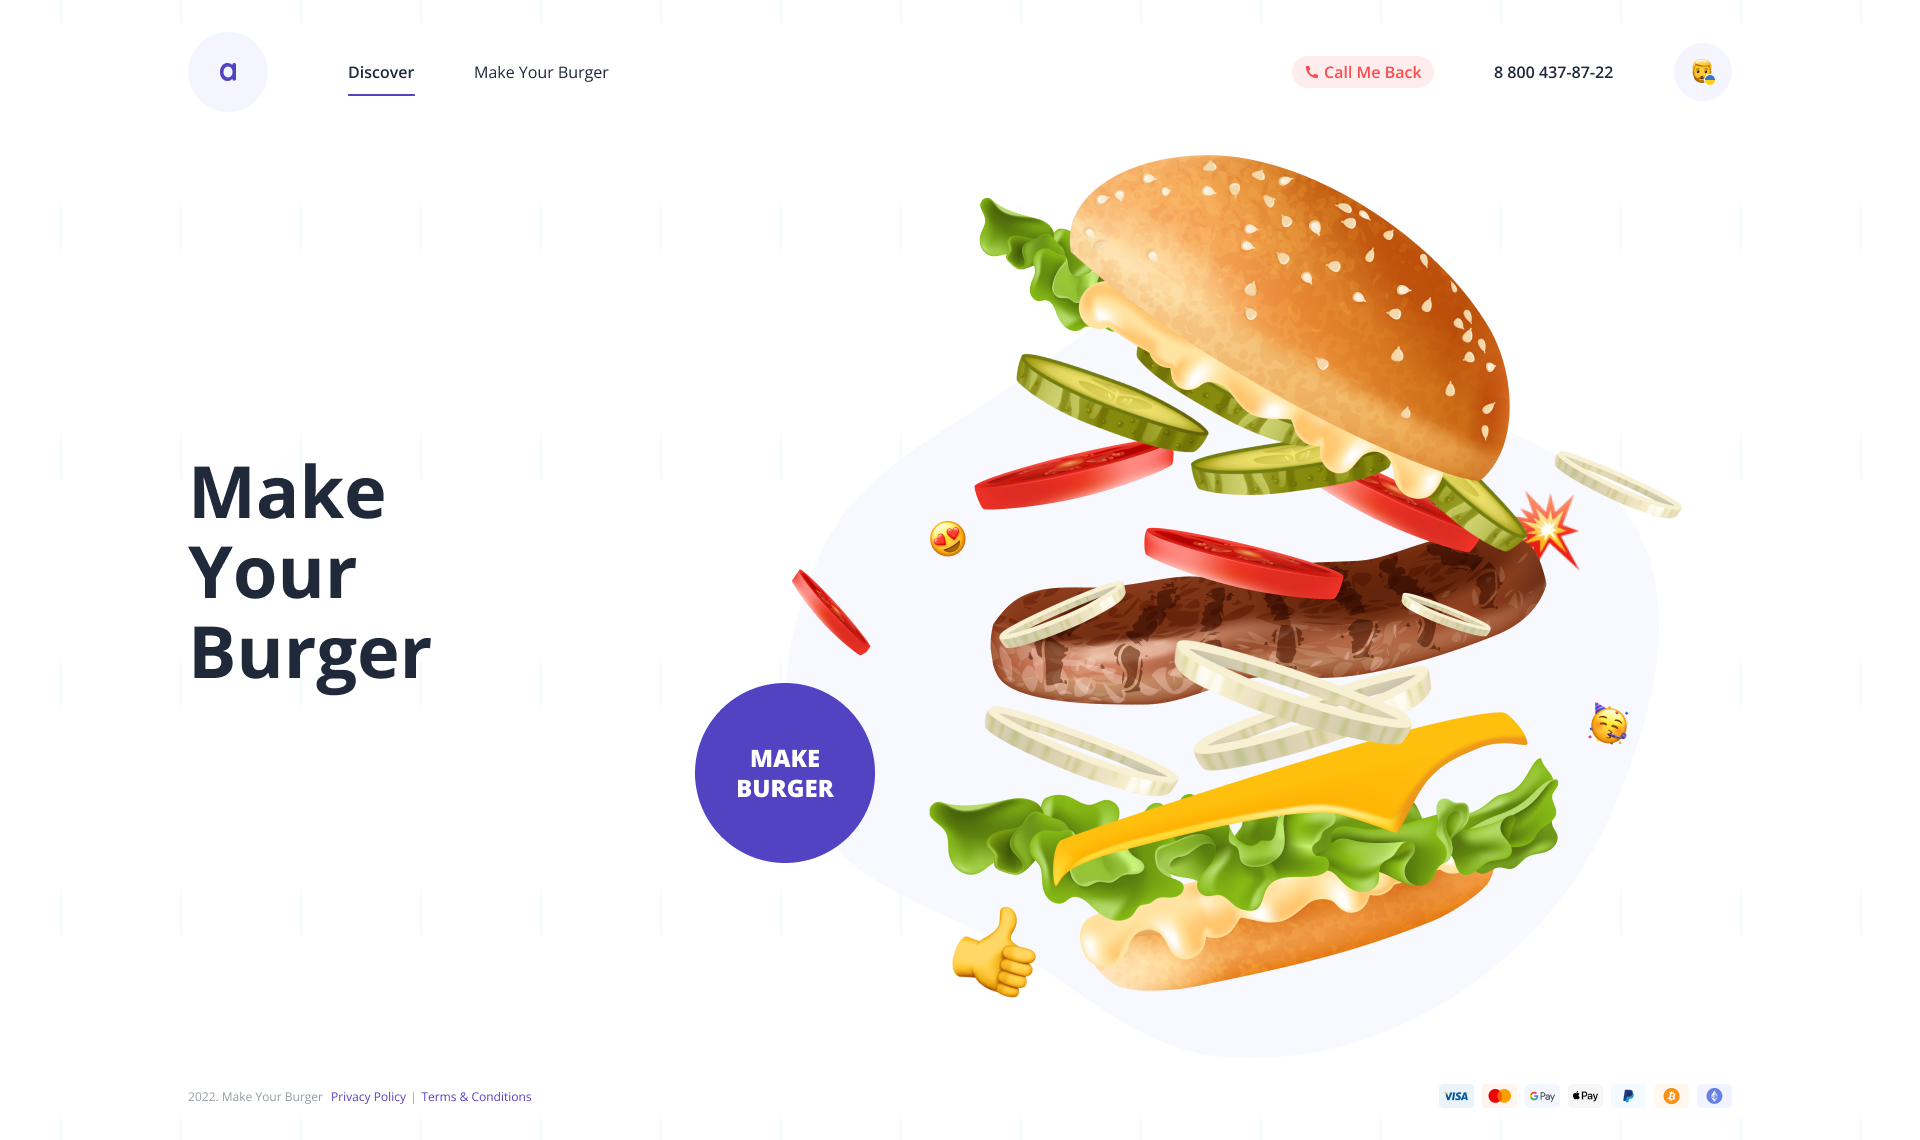 a
Discover
Make Your Burger
Call Me Back
8 800 437-87-22
Make
Your
Burger
MAKE
BURGER
2022. Make Your Burger Privacy Policy | Terms & Conditions
VISA
G Pay
Pay